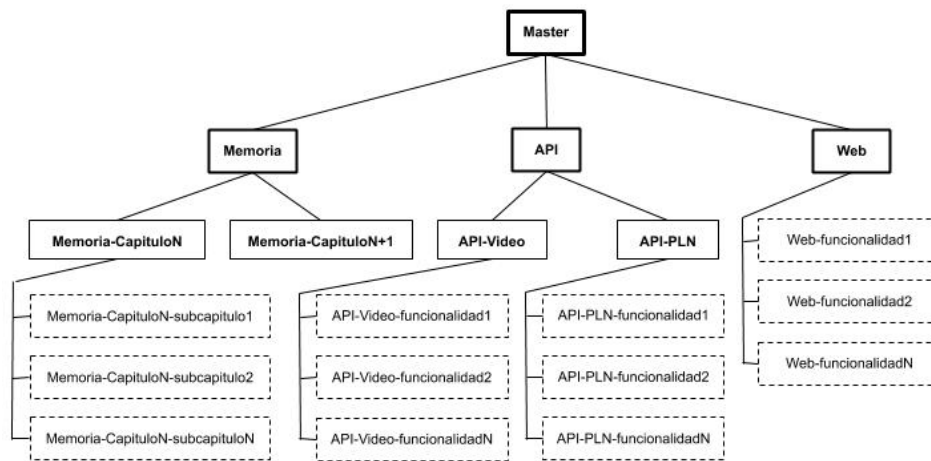 Master
Memoria
API
Web
Memoria-CapituloN
Memoria-CapituloN+1
API-Video
API-PLN
Web-funcionalidad1
Web-funcionalidad2
Web-funcionalidadN
Memoria-CapituloN-subcapitulo1
Memoria-CapituloN-subcapitulo2
Memoria-CapituloN-subcapituloN
API-Video-funcionalidad1
API-Video-funcionalidad2
API-Video-funcionalidadN
API-PLN-funcionalidad1
API-PLN-funcionalidad2
API-PLN-funcionalidadN